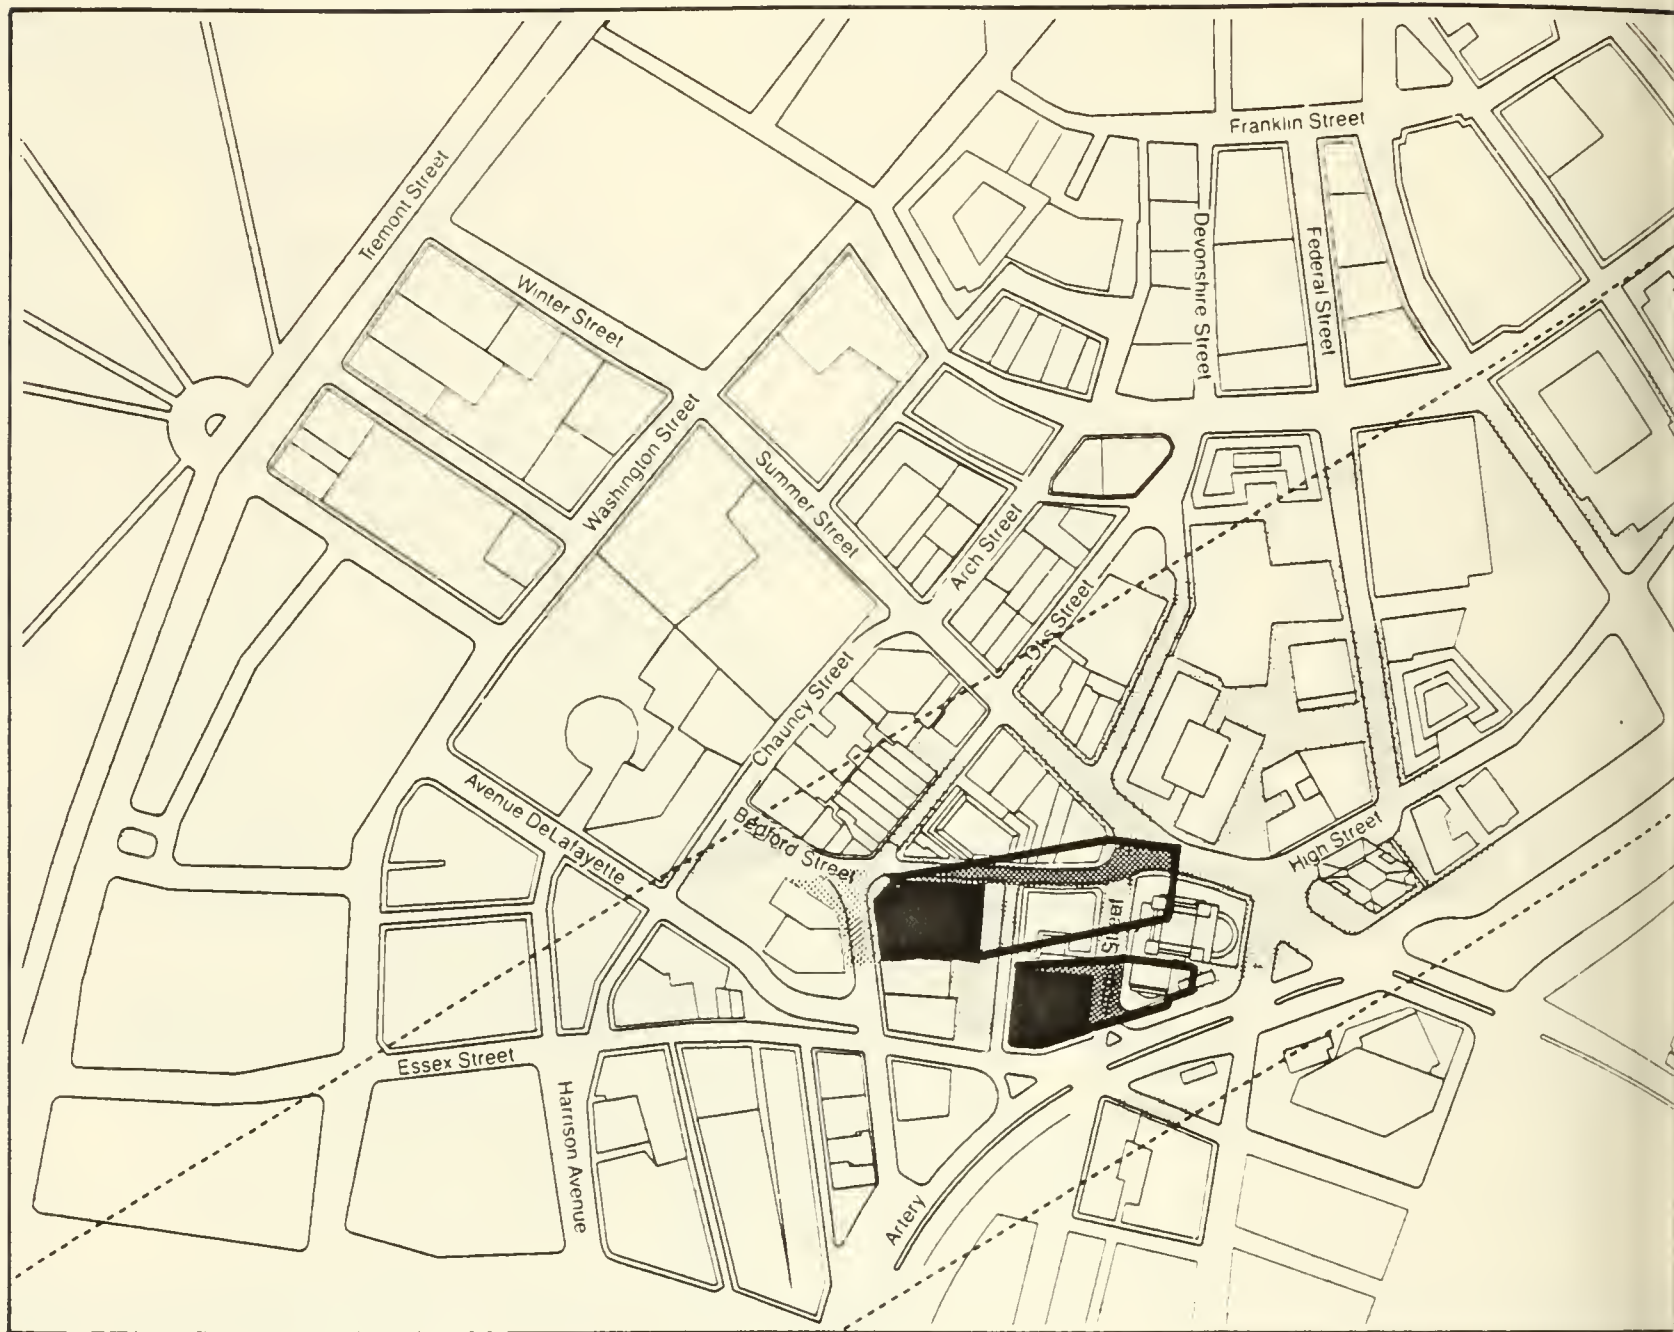 Franklin Street
Tremont Street
Devonshire Street
Federal Street
Winter Street
Washington Street
Summer Street
Arch Street
Otis Street
Chauncy Street
Avenue DeLafayette
Bedford Street
High Street
Essex Street
Harrison Avenue
Artery